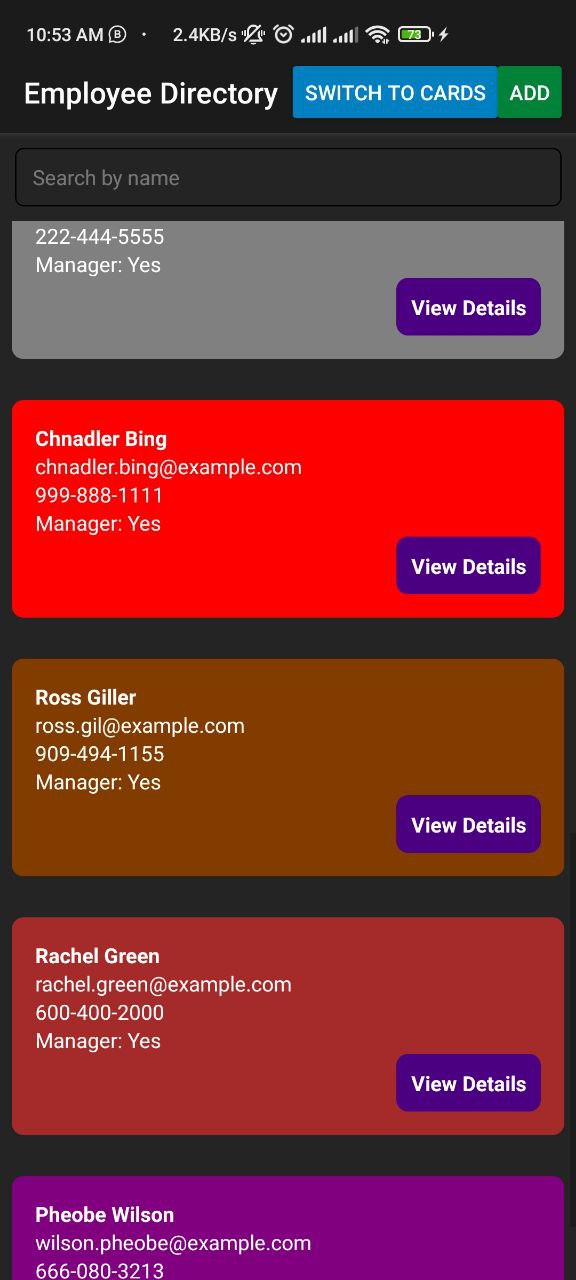 10:53 AM 2.4KB/s 73
Employee Directory SWITCH TO CARDS ADD
Search by name
222-444-5555
Manager: Yes
View Details
Chnadler Bing
chnadler.bing@example.com
999-888-1111
Manager: Yes
View Details
Ross Giller
ross.gil@example.com
909-494-1155
Manager: Yes
View Details
Rachel Green
rachel.green@example.com
600-400-2000
Manager: Yes
View Details
Pheobe Wilson
wilson.pheobe@example.com
666-080-3213